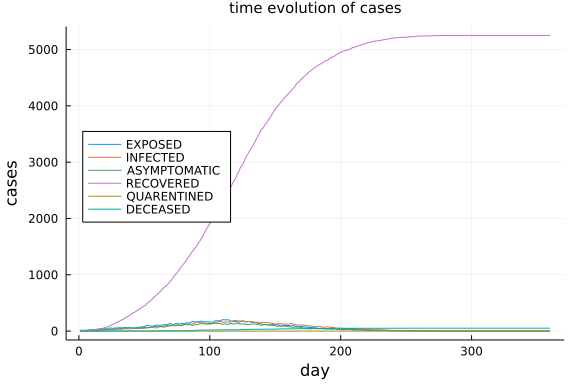 time evolution of cases
5000
4000
3000
2000
1000
0
cases
EXPOSED
INFECTED
ASYMPTOMATIC
RECOVERED
QUARENTINED
DECEASED
0 100 200 300
day